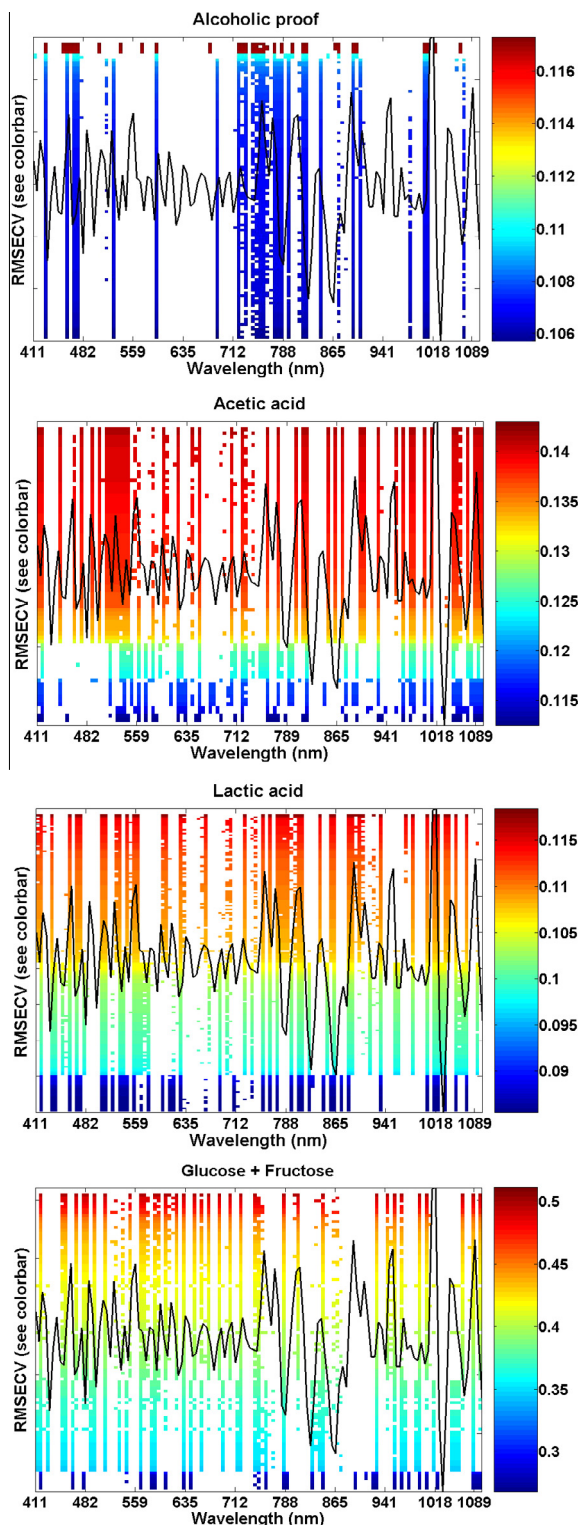 Alcoholic proof
RMSECV (see colorbar)
0.116
0.114
0.112
0.11
0.108
0.106
411 482 559 635 712 788 865 941 1018 1089
Wavelength (nm)
Acetic acid
RMSECV (see colorbar)
0.14
0.135
0.13
0.125
0.12
0.115
411 482 559 635 712 788 865 941 1018 1089
Wavelength (nm)
Lactic acid
RMSECV (see colorbar)
0.115
0.11
0.105
0.1
0.095
0.09
411 482 559 635 712 788 865 941 1018 1089
Wavelength (nm)
Glucose + Fructose
RMSECV (see colorbar)
0.5
0.45
0.4
0.35
0.3
411 482 559 635 712 788 865 941 1018 1089
Wavelength (nm)